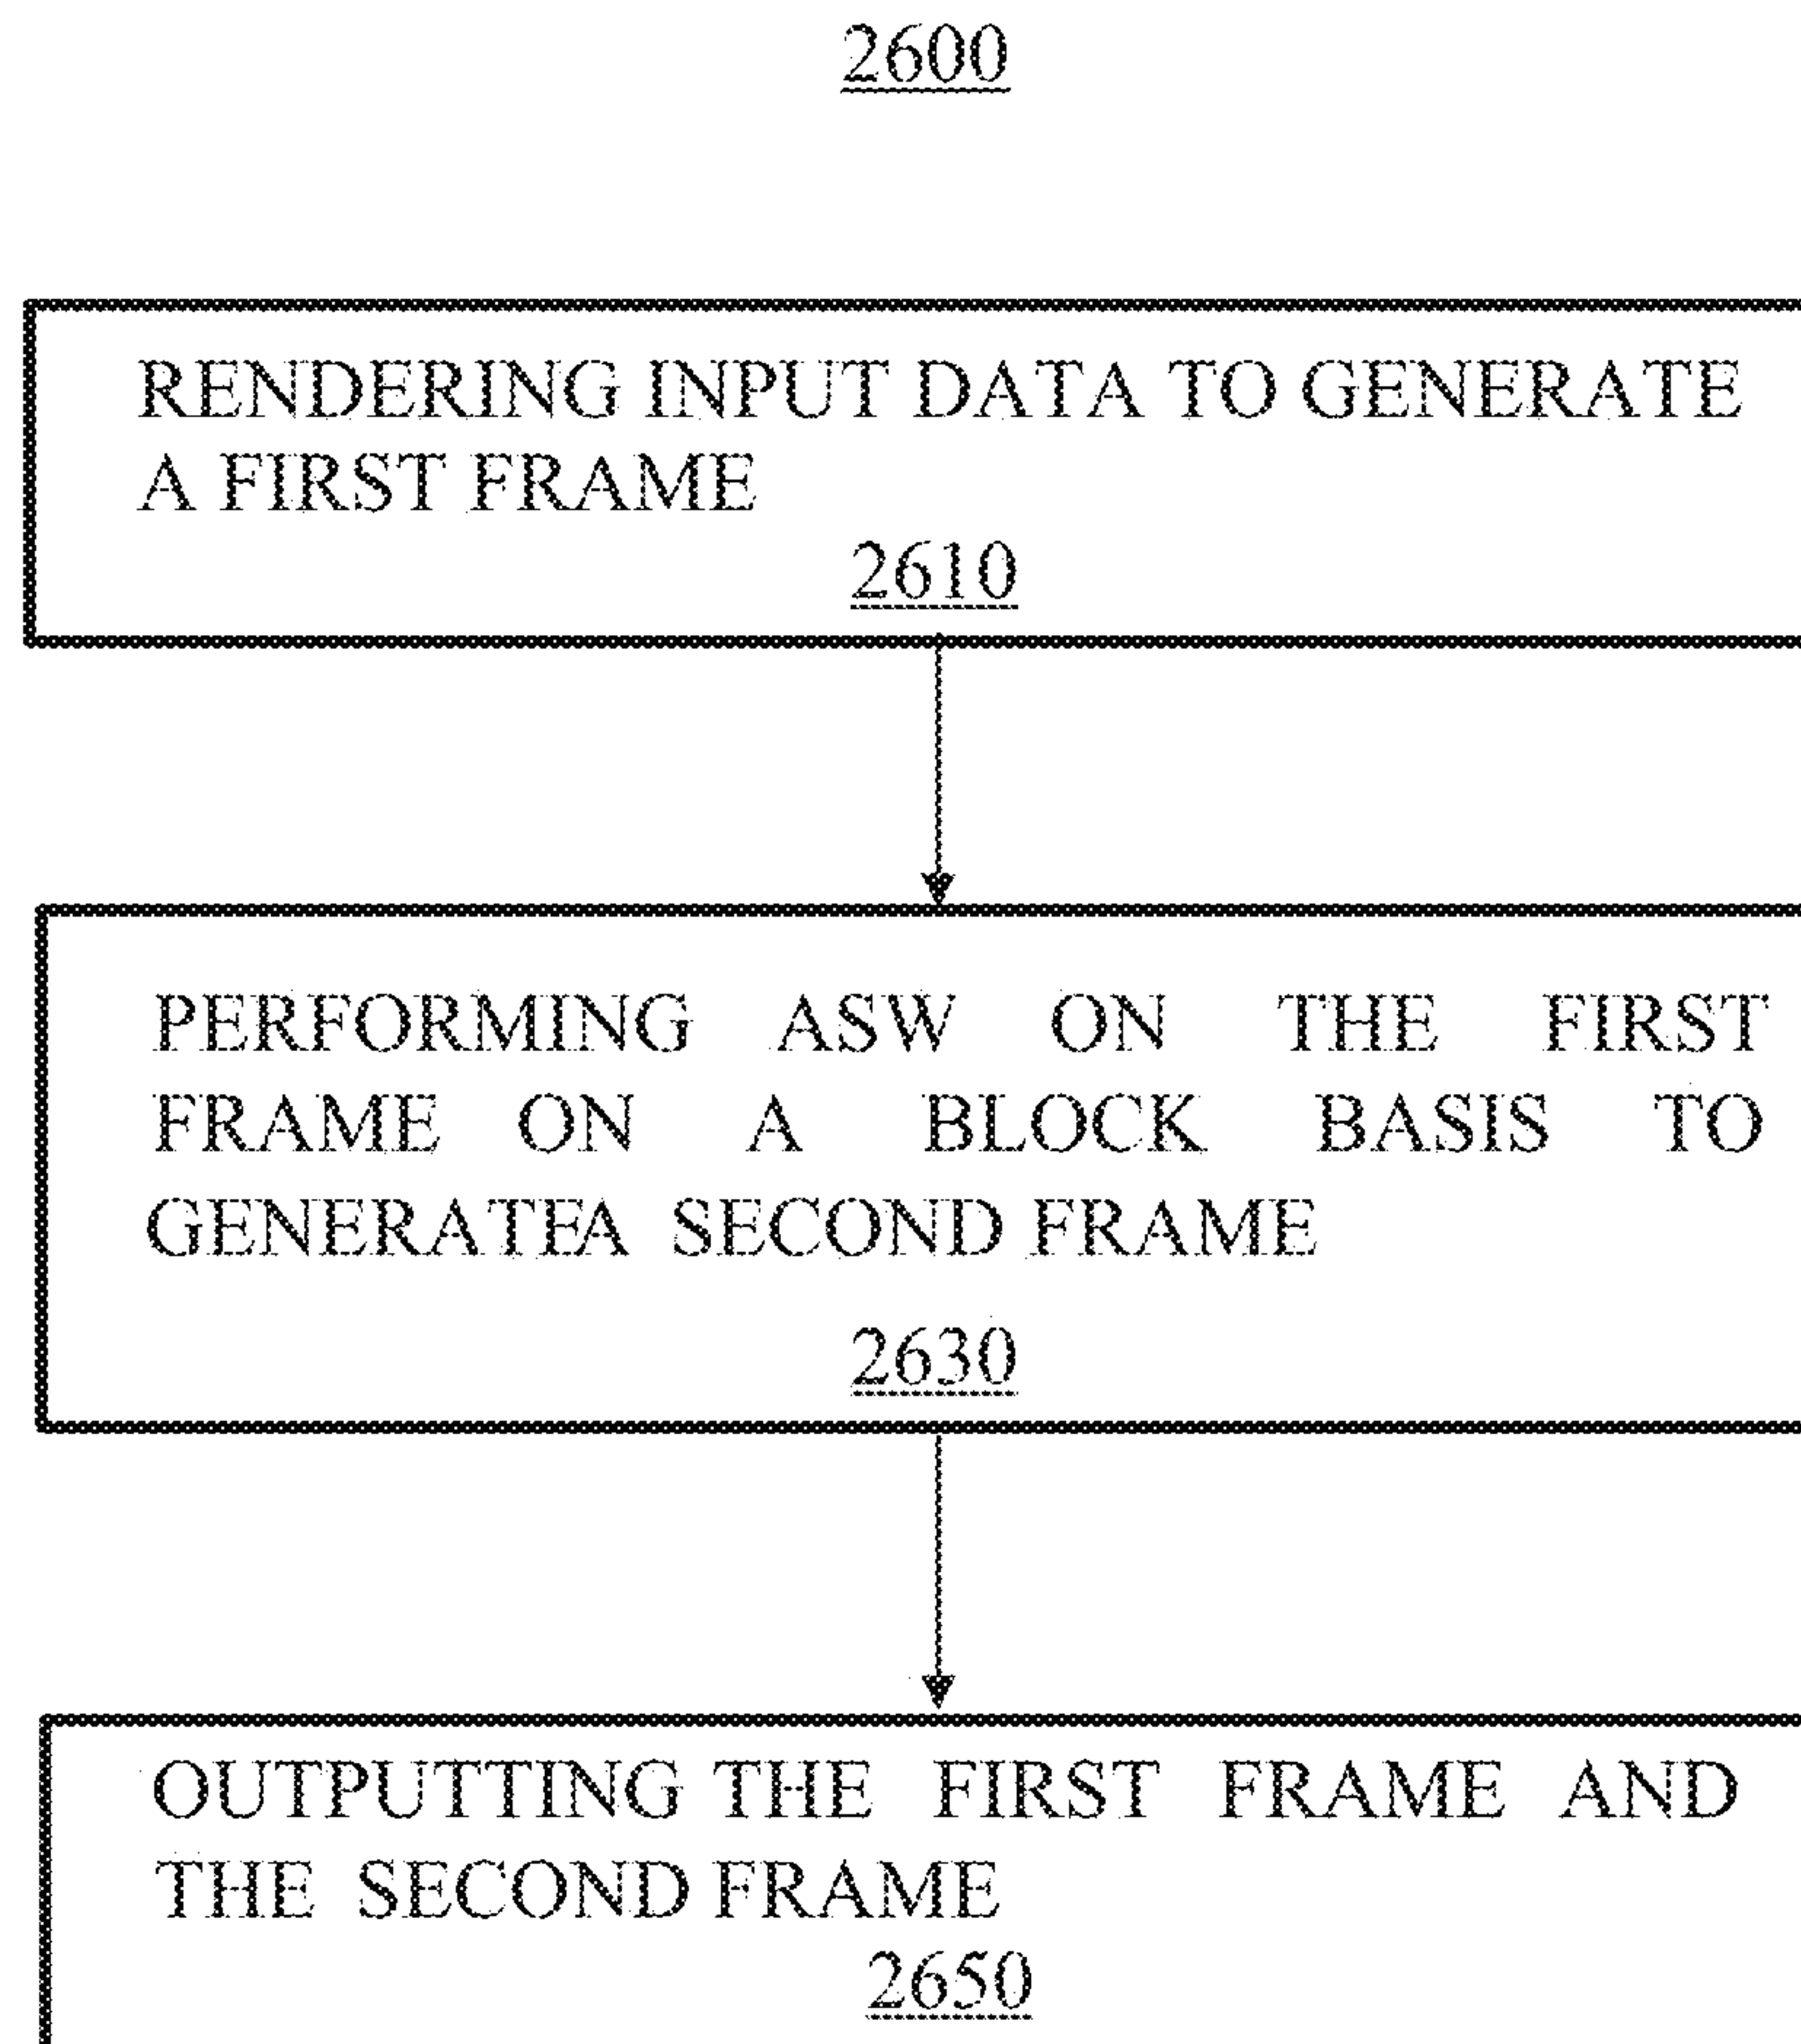 2600
RENDERING INPUT DATA TO GENERATE
A FIRST FRAME
2610
PERFORMING ASW ON THE FIRST
FRAME ON A BLOCK BASIS TO
GENERATEA SECOND FRAME
2630
OUTPUTTING THE FIRST FRAME AND
THE SECOND FRAME
2650